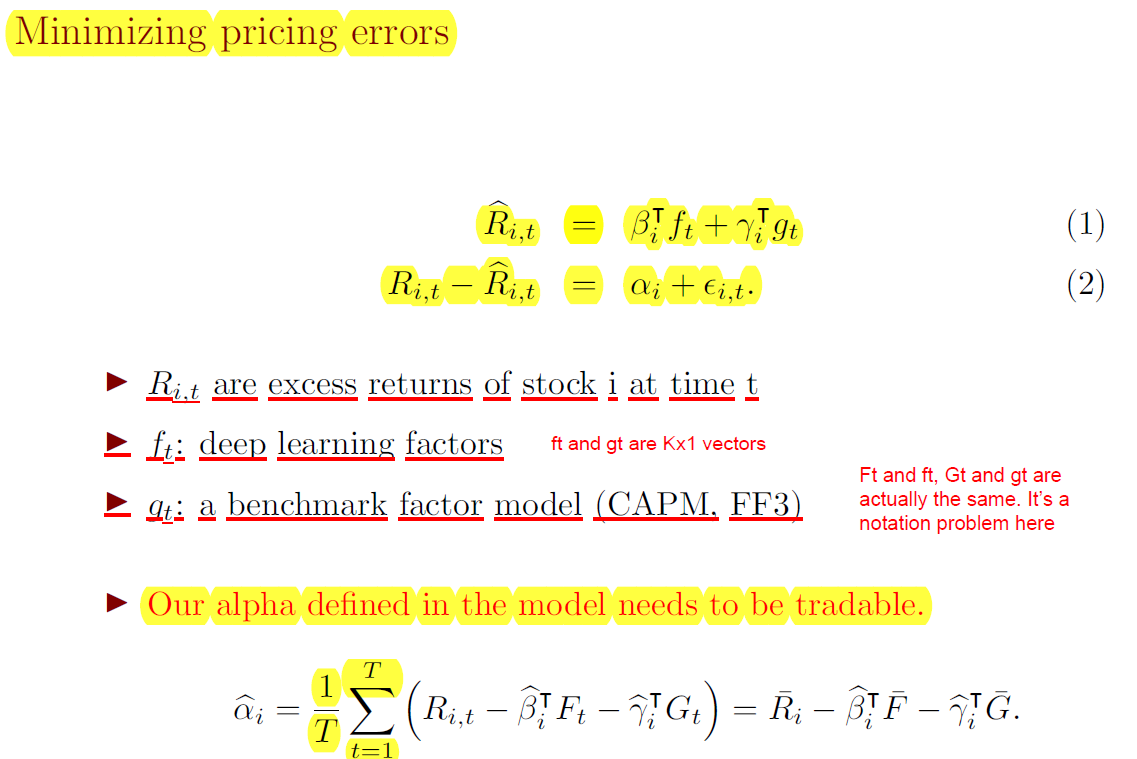 Minimizing pricing errors
$\widehat{R}_{i,t} = \beta_i^\intercal f_t + \gamma_i^\intercal g_t$ (1)
$R_{i,t} - \widehat{R}_{i,t} = \alpha_i + \epsilon_{i,t}.$ (2)
► $R_{i,t}$ are excess returns of stock i at time t
► $f_t$: deep learning factors ft and gt are Kx1 vectors
► $g_t$: a benchmark factor model (CAPM, FF3)
Ft and ft, Gt and gt are
actually the same. It's a
notation problem here
► Our alpha defined in the model needs to be tradable.
$\widehat{\alpha}_i = \frac{1}{T} \sum_{t=1}^{T} \left( R_{i,t} - \widehat{\beta}_i^\intercal F_t - \widehat{\gamma}_i^\intercal G_t \right) = \bar{R}_i - \widehat{\beta}_i^\intercal \bar{F} - \widehat{\gamma}_i^\intercal \bar{G}.$